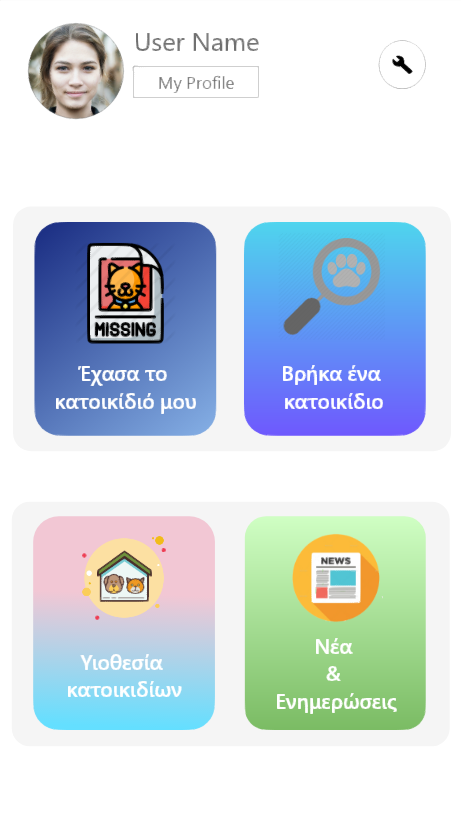 User Name
My Profile
MISSING
Έχασα το
κατοικίδιό μου
Βρήκα ένα
κατοικίδιο
Υιοθεσία
κατοικιδίων
NEWS
Νέα
&
Ενημερώσεις